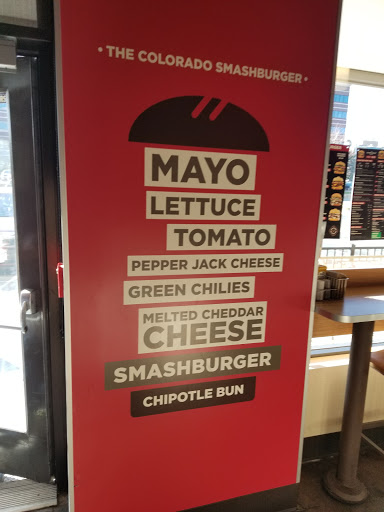 • THE COLORADO SMASHBURGER •
MAYO
LETTUCE
TOMATO
PEPPER JACK CHEESE
GREEN CHILIES
MELTED CHEDDAR
CHEESE
SMASHBURGER
CHIPOTLE BUN